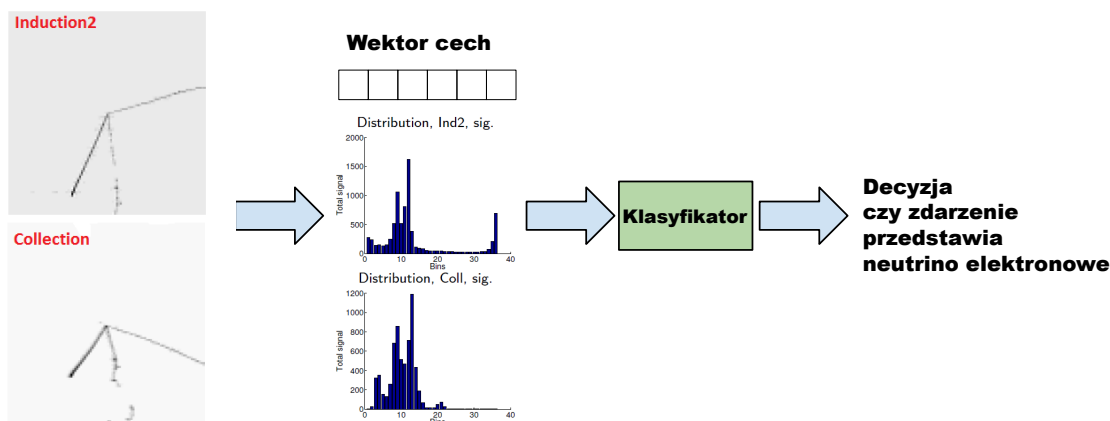 Induction2
Collection
Wektor cech
Distribution, Ind2, sig.
2000
1500
1000
500
0
Total signal
0 10 20 30 40
Bins
Distribution, Coll, sig.
1200
1000
800
600
400
200
0
Total signal
0 10 20 30 40
Bins
Klasyfikator
Decyzja
czy zdarzenie
przedstawia
neutrino elektronowe